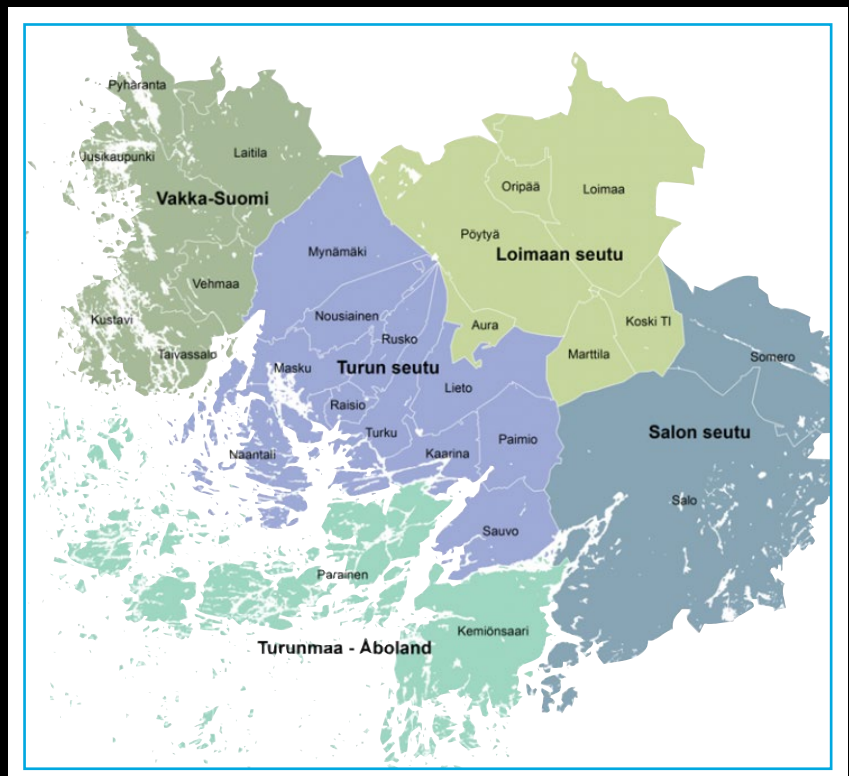 Pyhäranta
Jusikaupunki
Laitila
Vakka-Suomi
Oripää
Loimaa
Pöytyä
Loimaan seutu
Mynämäki
Vehmaa
Kustavi
Nousiainen
Aura
Koski Tl
Rusko
Marttila
Taivassalo
Somero
Masku
Turun seutu
Lieto
Raisio
Turku
Paimio
Salon seutu
Naantali
Kaarina
Salo
Sauvo
Parainen
Kemiönsaari
Turunmaa - Åboland